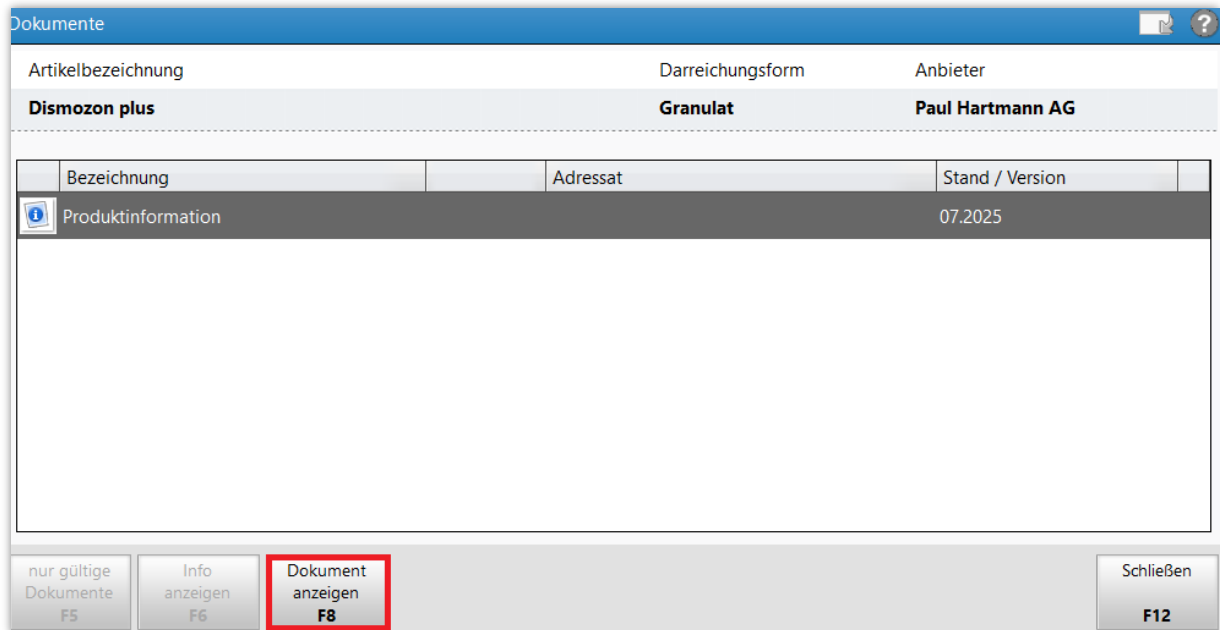 Dokumente
Artikelbezeichnung Darreichungsform Anbieter
Dismozon plus Granulat Paul Hartmann AG
Bezeichnung Adressat Stand / Version
Produktinformation 07.2025
nur gültige Dokumente F5
Info anzeigen F6
Dokument anzeigen F8
Schließen F12